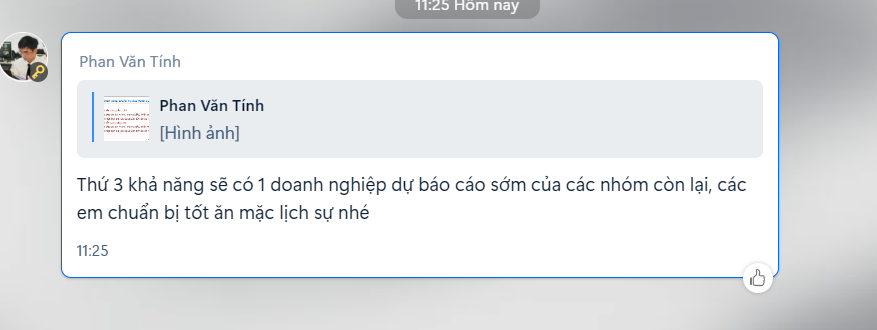 11:25 Hôm nay
Phan Văn Tính
Phan Văn Tính
[Hình ảnh]
Thứ 3 khả năng sẽ có 1 doanh nghiệp dự báo cáo sớm của các nhóm còn lại, các
em chuẩn bị tốt ăn mặc lịch sự nhé
11:25